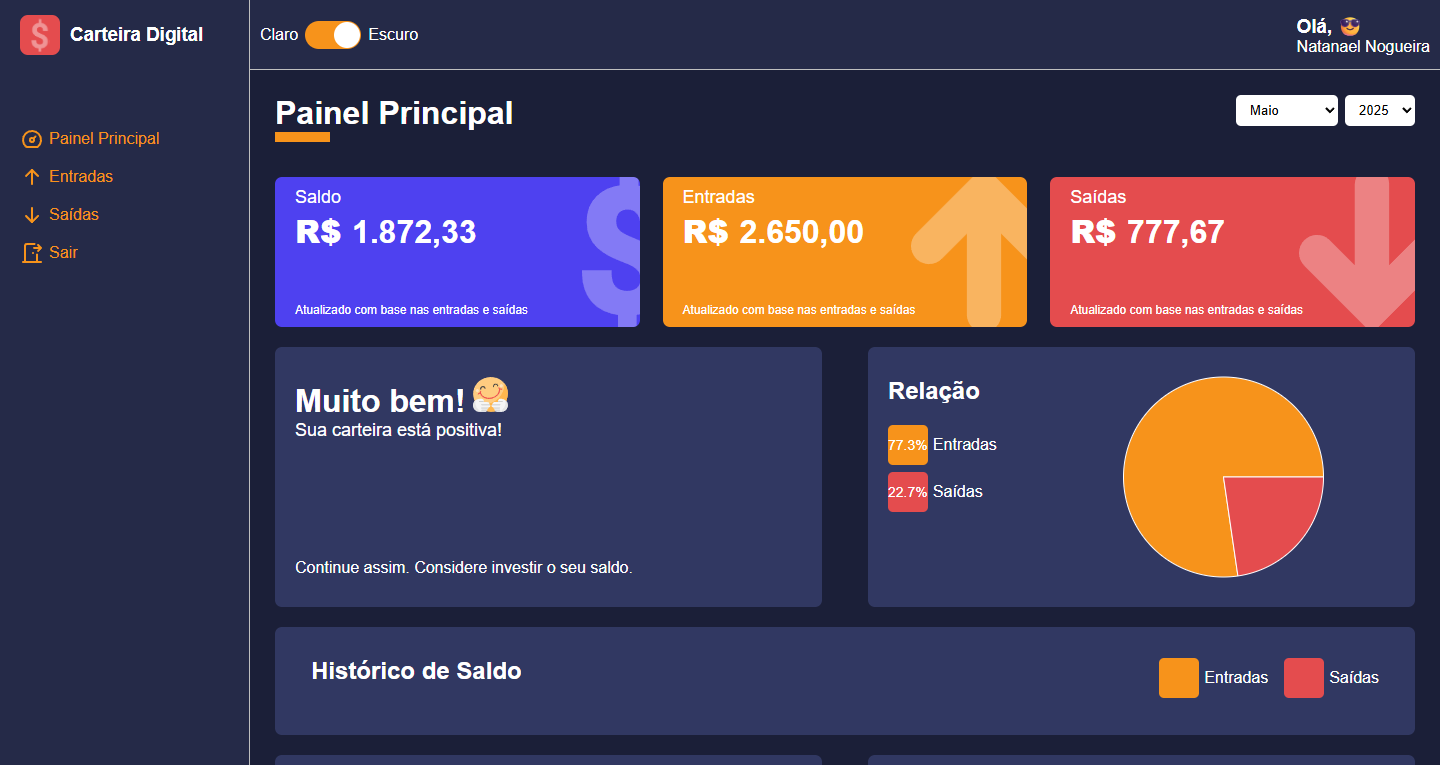 Carteira Digital
Claro Escuro
Olá,
Natanael Nogueira
Painel Principal
Entradas
Saídas
Sair
Painel Principal
Maio 2025
Saldo
R$ 1.872,33
Atualizado com base nas entradas e saídas
Entradas
R$ 2.650,00
Atualizado com base nas entradas e saídas
Saídas
R$ 777,67
Atualizado com base nas entradas e saídas
Muito bem!
Sua carteira está positiva!
Continue assim. Considere investir o seu saldo.
Relação
77.3% Entradas
22.7% Saídas
Histórico de Saldo
Entradas Saídas